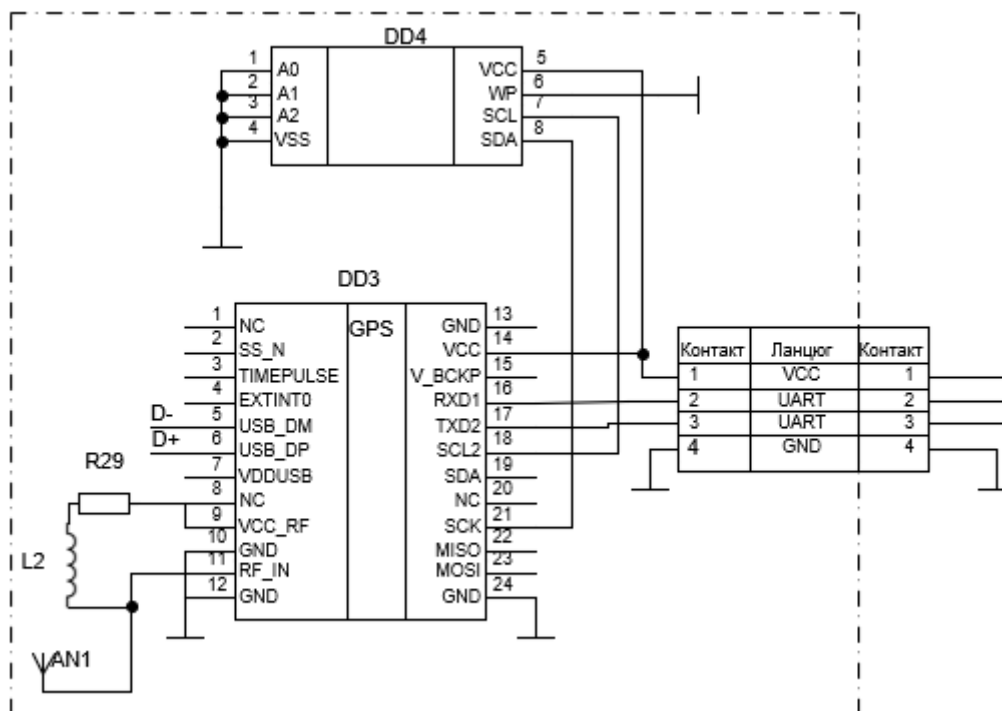 DD4
1 A0 VCC 5
2 A1 WP 6
3 A2 SCL 7
4 VSS SDA 8
DD3
GPS
1 NC GND 13
2 SS_N VCC 14
3 TIMEPULSE V_BCKP 15
4 EXTINT0 RXD1 16
D- 5 USB_DM TXD2 17
D+ 6 USB_DP SCL2 18
7 VDDUSB SDA 19
8 NC NC 20
9 VCC_RF SCK 21
10 GND MISO 22
11 RF_IN MOSI 23
12 GND GND 24
R29
L2
AN1
Контакт Ланцюг Контакт
1 VCC 1
2 UART 2
3 UART 3
4 GND 4